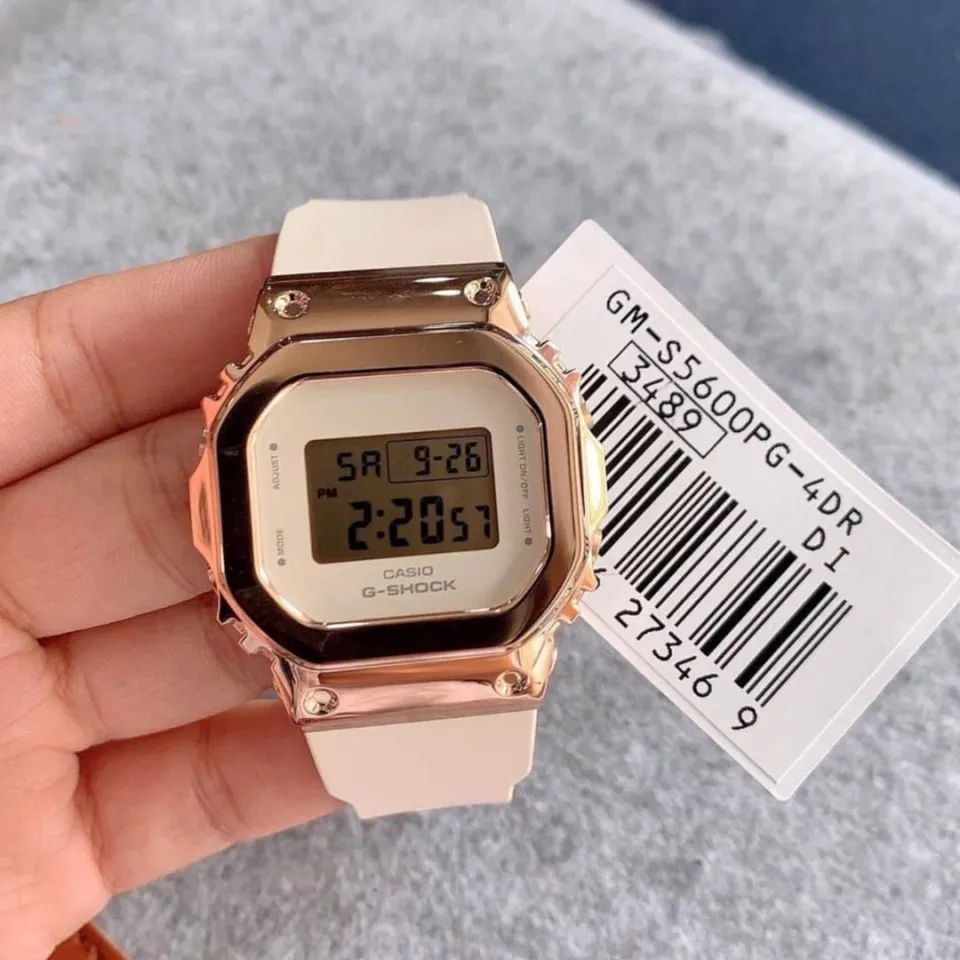 SA 9-26
PM
2:20 57
ADJUST
MODE
LIGHT ON/OFF
LIGHT
CASIO
G-SHOCK
GM-S5600PG-4DR
3489
DI
27346 9